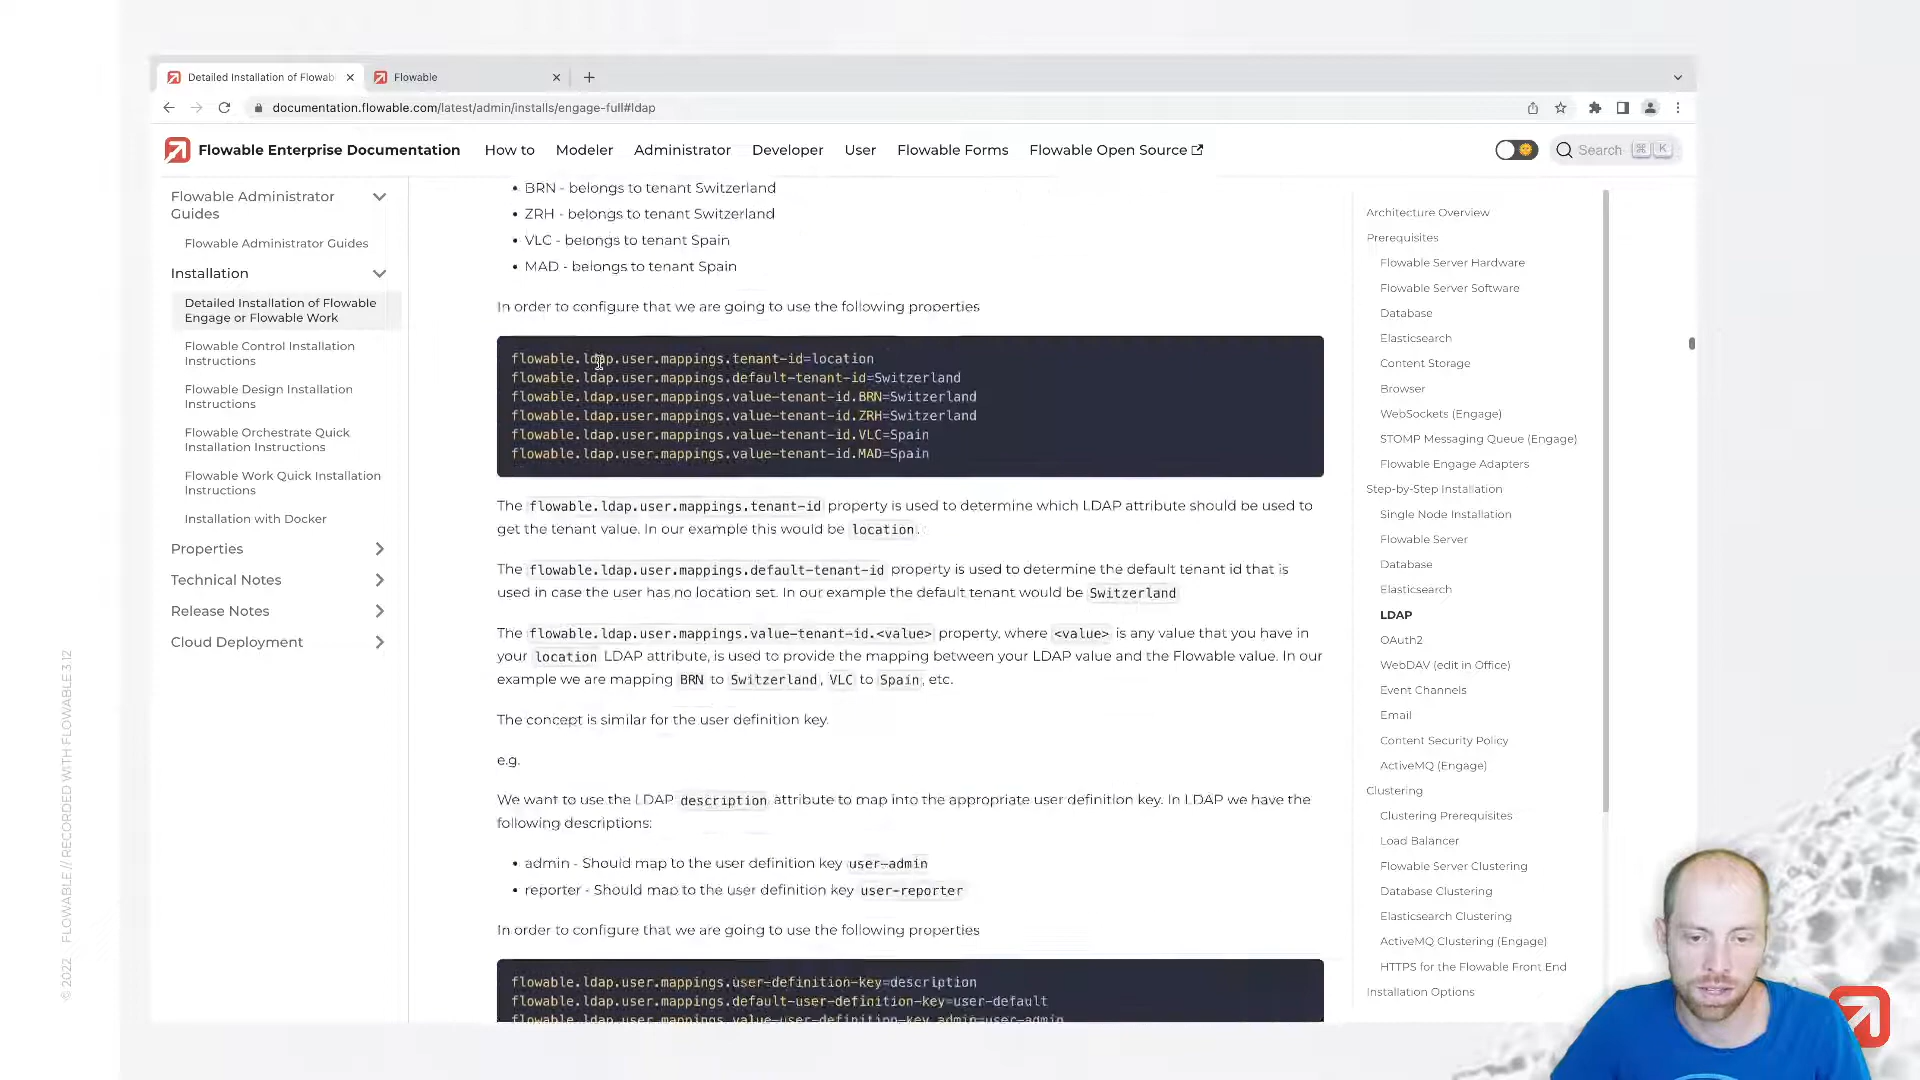 Detailed Installation of Flowab
Flowable
documentation.flowable.com/latest/admin/installs/engage-full#ldap
Flowable Enterprise Documentation
How to
Modeler
Administrator
Developer
User
Flowable Forms
Flowable Open Source
Search
⌘ K
Flowable Administrator
Guides
Flowable Administrator Guides
Installation
Detailed Installation of Flowable
Engage or Flowable Work
Flowable Control Installation
Instructions
Flowable Design Installation
Instructions
Flowable Orchestrate Quick
Installation Instructions
Flowable Work Quick Installation
Instructions
Installation with Docker
Properties
Technical Notes
Release Notes
Cloud Deployment
• BRN - belongs to tenant Switzerland
• ZRH - belongs to tenant Switzerland
• VLC - belongs to tenant Spain
• MAD - belongs to tenant Spain
In order to configure that we are going to use the following properties
flowable.ldap.user.mappings.tenant-id=location
flowable.ldap.user.mappings.default-tenant-id=Switzerland
flowable.ldap.user.mappings.value-tenant-id.BRN=Switzerland
flowable.ldap.user.mappings.value-tenant-id.ZRH=Switzerland
flowable.ldap.user.mappings.value-tenant-id.VLC=Spain
flowable.ldap.user.mappings.value-tenant-id.MAD=Spain
The flowable.ldap.user.mappings.tenant-id property is used to determine which LDAP attribute should be used to
get the tenant value. In our example this would be location.
The flowable.ldap.user.mappings.default-tenant-id property is used to determine the default tenant id that is
used in case the user has no location set. In our example the default tenant would be Switzerland
The flowable.ldap.user.mappings.value-tenant-id.<value> property, where <value> is any value that you have in
your location LDAP attribute, is used to provide the mapping between your LDAP value and the Flowable value. In our
example we are mapping BRN to Switzerland, VLC to Spain, etc.
The concept is similar for the user definition key.
e.g.
We want to use the LDAP description attribute to map into the appropriate user definition key. In LDAP we have the
following descriptions:
• admin - Should map to the user definition key user-admin
• reporter - Should map to the user definition key user-reporter
In order to configure that we are going to use the following properties
flowable.ldap.user.mappings.user-definition-key=description
flowable.ldap.user.mappings.default-user-definition-key=user-default
flowable.ldap.user.mappings.value-user-definition-key.admin=user-admin
Architecture Overview
Prerequisites
Flowable Server Hardware
Flowable Server Software
Database
Elasticsearch
Content Storage
Browser
WebSockets (Engage)
STOMP Messaging Queue (Engage)
Flowable Engage Adapters
Step-by-Step Installation
Single Node Installation
Flowable Server
Database
Elasticsearch
LDAP
OAuth2
WebDAV (edit in Office)
Event Channels
Email
Content Security Policy
ActiveMQ (Engage)
Clustering
Clustering Prerequisites
Load Balancer
Flowable Server Clustering
Database Clustering
Elasticsearch Clustering
ActiveMQ Clustering (Engage)
HTTPS for the Flowable Front End
Installation Options
© 2022 FLOWABLE // RECORDED WITH FLOWABLE 3.12